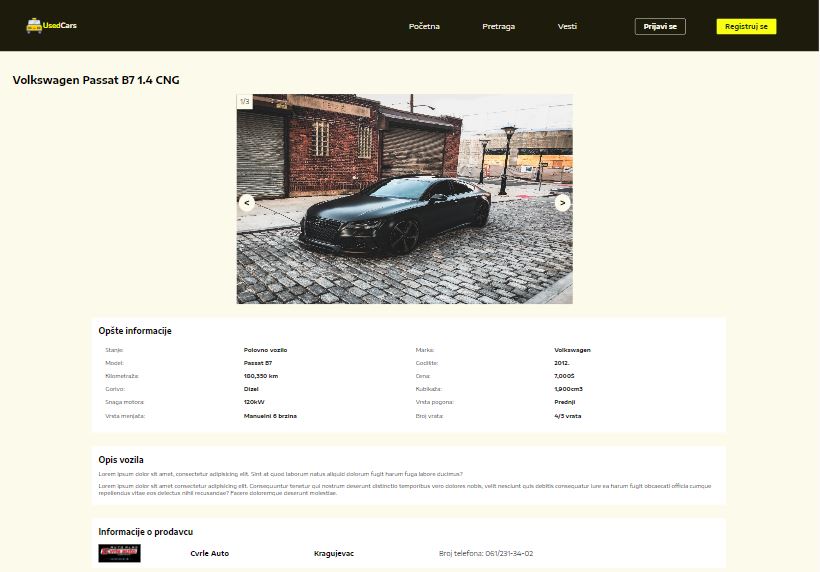 UsedCars Početna Pretraga Vesti Prijavi se Registruj se
Volkswagen Passat B7 1.4 CNG
1/3
< >
Opšte informacije
Stanje: Polovno vozilo Marka: Volkswagen
Model: Passat B7 Godište: 2012.
Kilometraža: 180,350 km Cena: 7,000$
Gorivo: Dizel Kubikaža: 1,900cm3
Snaga motora: 120kW Vrsta pogona: Prednji
Vrsta menjača: Manuelni 6 brzina Broj vrata: 4/5 vrata
Opis vozila
Lorem ipsum dolor sit amet, consectetur adipisicing elit. Sint at quod laborum natus aliquid dolorum fugit harum fuga labore ducimus?
Lorem ipsum dolor sit amet, consectetur adipisicing elit. Consequuntur tenetur qui nostrum deserunt distinctio temporibus vero dolores nobis, velit nesciunt quis debitis consequatur iure ea harum fugit obcaecati officia cumque
repellendus vitae eos delectus nihil recusandae? Facere doloremque deserunt molestiae.
Informacije o prodavcu
Cvrle Auto Kragujevac Broj telefona: 061/231-34-02